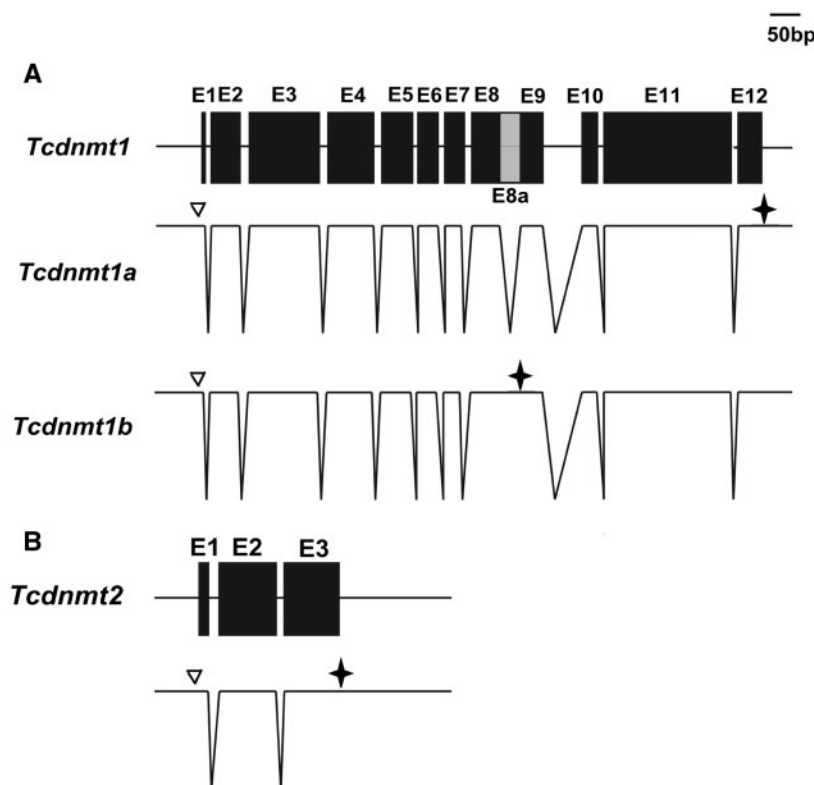 50bp
A
E1 E2 E3 E4 E5 E6 E7 E8 E9 E10 E11 E12
Tcdnmt1
E8a
Tcdnmt1a
Tcdnmt1b
B
E1 E2 E3
Tcdnmt2